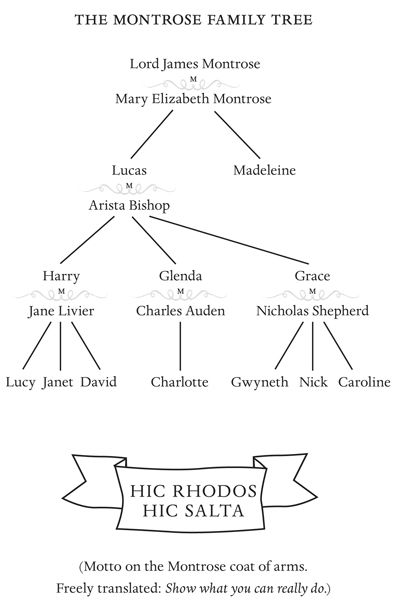 THE MONTROSE FAMILY TREE
Lord James Montrose
M
Mary Elizabeth Montrose
Lucas Madeleine
M
Arista Bishop
Harry Glenda Grace
M M M
Jane Livier Charles Auden Nicholas Shepherd
Lucy Janet David Charlotte Gwyneth Nick Caroline
HIC RHODOS
HIC SALTA
(Motto on the Montrose coat of arms.
Freely translated: Show what you can really do.)